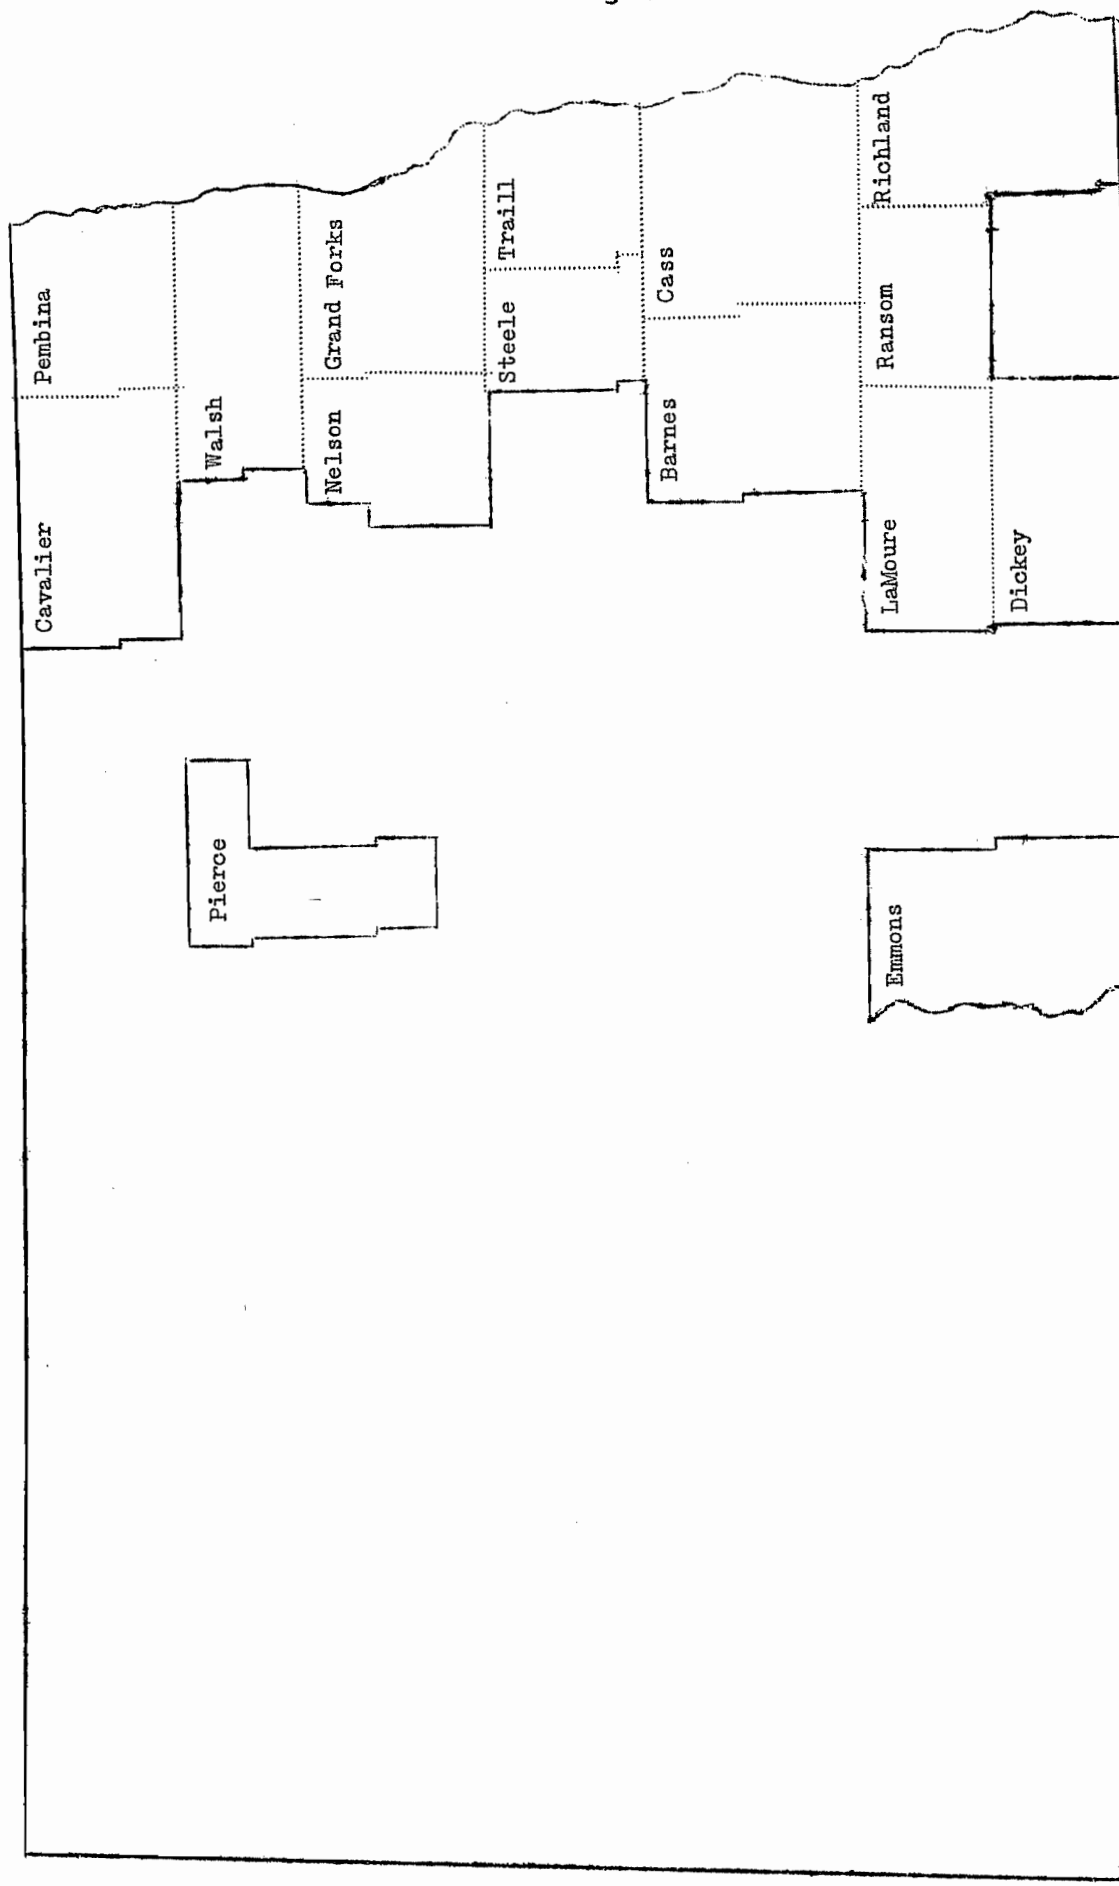 Cavalier
Pembina
Walsh
Pierce
Nelson
Grand Forks
Steele
Traill
Barnes
Cass
Emmons
LaMoure
Ransom
Richland
Dickey